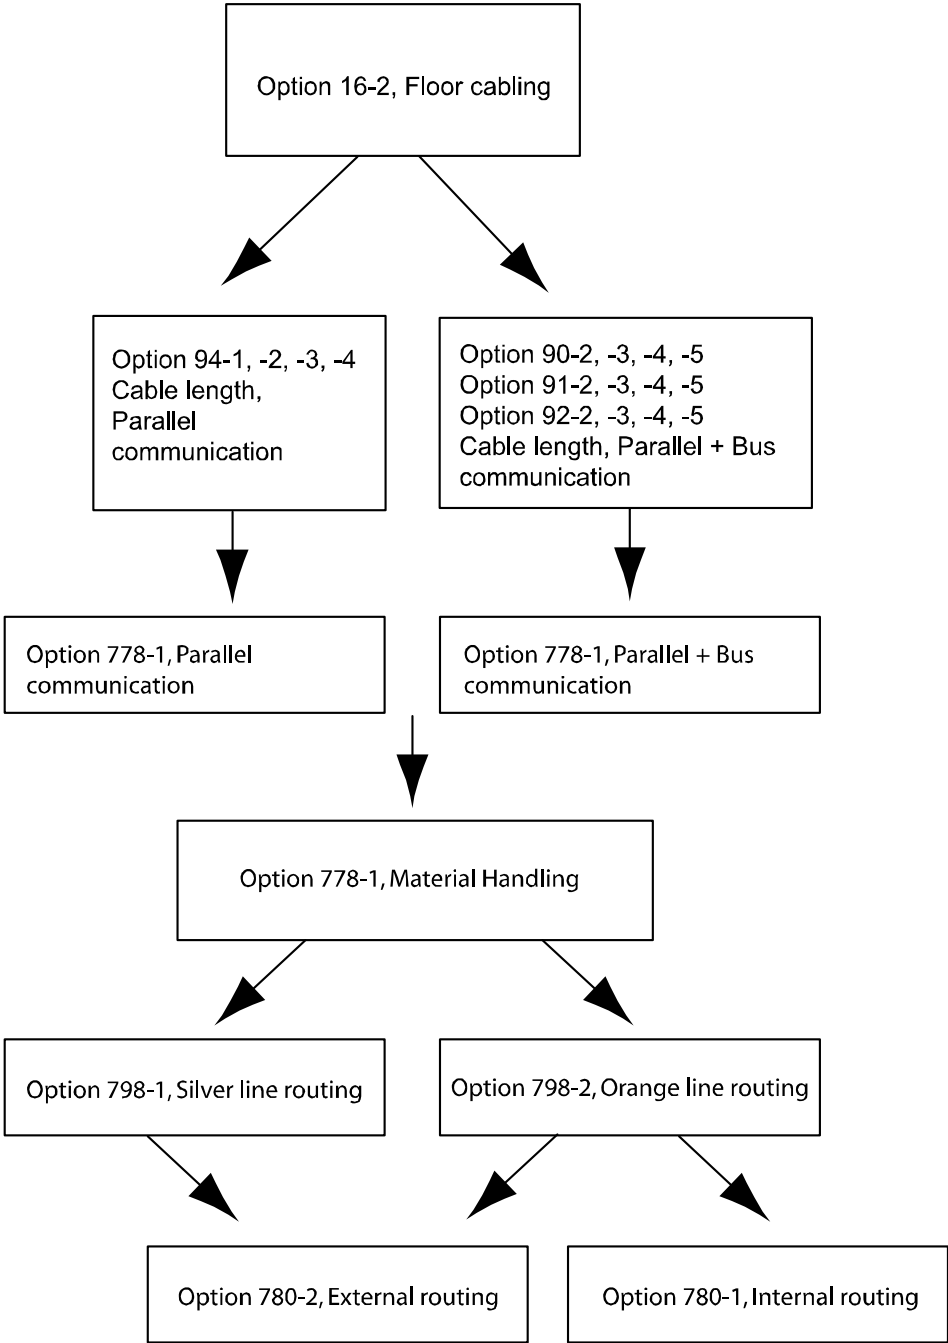 Option 16-2, Floor cabling
Option 94-1, -2, -3, -4
Cable length,
Parallel
communication
Option 90-2, -3, -4, -5
Option 91-2, -3, -4, -5
Option 92-2, -3, -4, -5
Cable length, Parallel + Bus
communication
Option 778-1, Parallel
communication
Option 778-1, Parallel + Bus
communication
Option 778-1, Material Handling
Option 798-1, Silver line routing
Option 798-2, Orange line routing
Option 780-2, External routing
Option 780-1, Internal routing